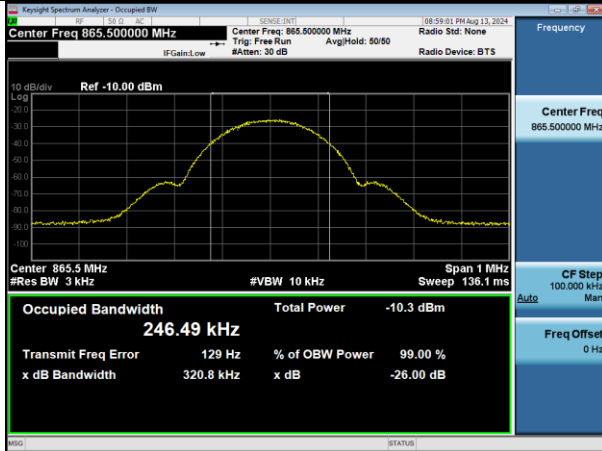 Keysight Spectrum Analyzer - Occupied BW
RF 50 Ω AC SENSE:INT 08:59:01 PM Aug 13, 2024
Center Freq 865.500000 MHz
Center Freq: 865.500000 MHz
Radio Std: None
Trig: Free Run Avg|Hold: 50/50
IFGain:Low #Atten: 30 dB Radio Device: BTS
10 dB/div Ref -10.00 dBm
Log
-20.0
-30.0
-40.0
-50.0
-60.0
-70.0
-80.0
-90.0
-100
Center 865.5 MHz Span 1 MHz
#Res BW 3 kHz #VBW 10 kHz Sweep 136.1 ms
Occupied Bandwidth Total Power -10.3 dBm
246.49 kHz
Transmit Freq Error 129 Hz % of OBW Power 99.00 %
x dB Bandwidth 320.8 kHz x dB -26.00 dB
MSG STATUS
Frequency
Center Freq
865.500000 MHz
CF Step
100.000 kHz
Auto Man
Freq Offset
0 Hz